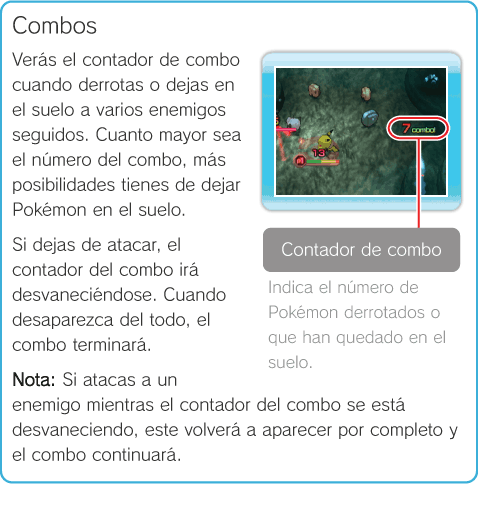 Combos
Verás el contador de combo
cuando derrotas o dejas en
el suelo a varios enemigos
seguidos. Cuanto mayor sea
el número del combo, más
posibilidades tienes de dejar
Pokémon en el suelo.
Si dejas de atacar, el
contador del combo irá
desvaneciéndose. Cuando
desaparezca del todo, el
combo terminará.
Nota: Si atacas a un
enemigo mientras el contador del combo se está
desvaneciendo, este volverá a aparecer por completo y
el combo continuará.
7 combo!
13
Contador de combo
Indica el número de
Pokémon derrotados o
que han quedado en el
suelo.